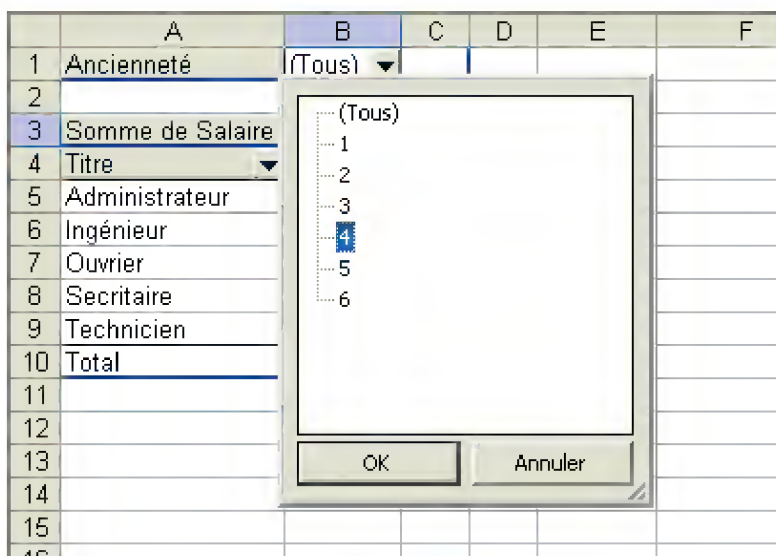 A B C D E F
1 Ancienneté (Tous)
2
3 Somme de Salaire
4 Titre
5 Administrateur
6 Ingénieur
7 Ouvrier
8 Secritaire
9 Technicien
10 Total
11
12
13
14
15
(Tous)
1
2
3
4
5
6
OK Annuler